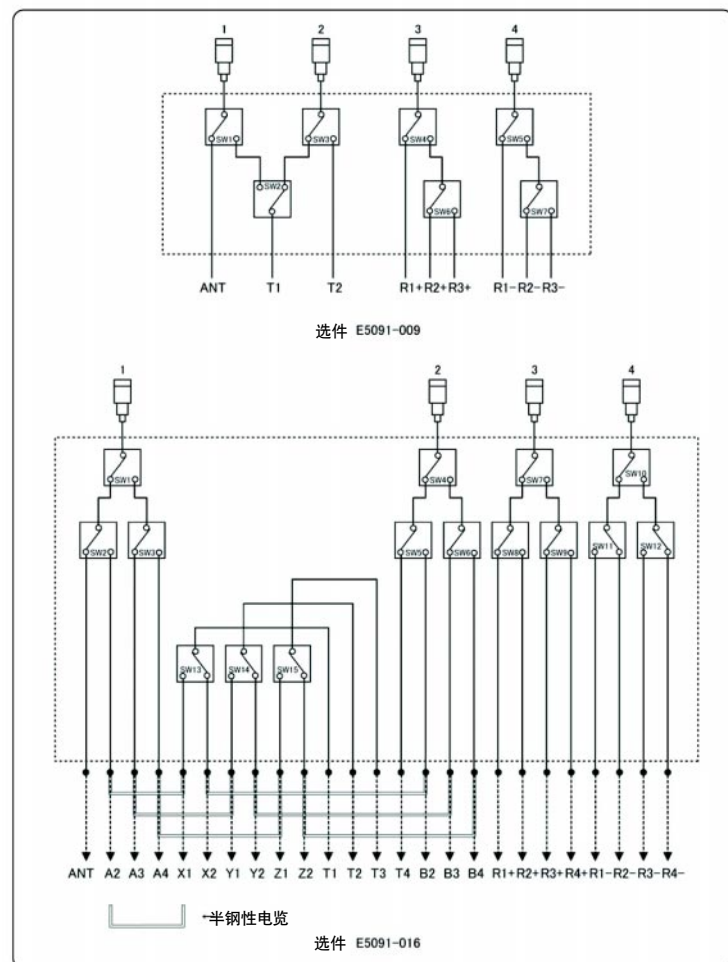 1 2 3 4
SW1 SW3 SW4 SW5
SW2 SW6 SW7
ANT T1 T2 R1+ R2+ R3+ R1- R2- R3-
选件 E5091-009
1 2 3 4
SW1 SW4 SW7 SW10
SW2 SW3 SW5 SW6 SW8 SW9 SW11 SW12
SW13 SW14 SW15
ANT A2 A3 A4 X1 X2 Y1 Y2 Z1 Z2 T1 T2 T3 T4 B2 B3 B4 R1+ R2+ R3+ R4+ R1- R2- R3- R4-
半钢性电览
选件 E5091-016